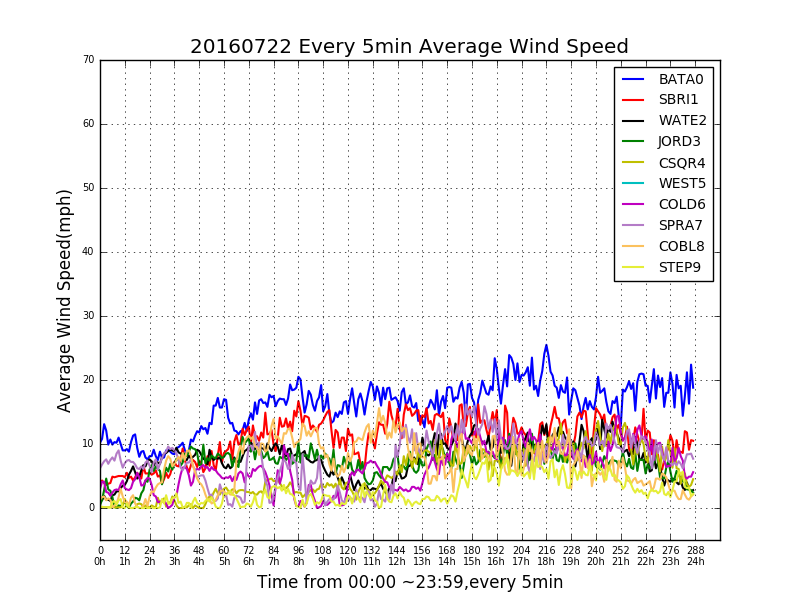 20160722 Every 5min Average Wind Speed
Average Wind Speed(mph)
70
60
50
40
30
20
10
0
BATA0
SBRI1
WATE2
JORD3
CSQR4
WEST5
COLD6
SPRA7
COBL8
STEP9
0 12 24 36 48 60 72 84 96 108 120 132 144 156 168 180 192 204 216 228 240 252 264 276 288
0h 1h 2h 3h 4h 5h 6h 7h 8h 9h 10h 11h 12h 13h 14h 15h 16h 17h 18h 19h 20h 21h 22h 23h 24h
Time from 00:00 ~23:59,every 5min